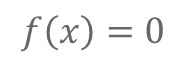 f(x) = 0